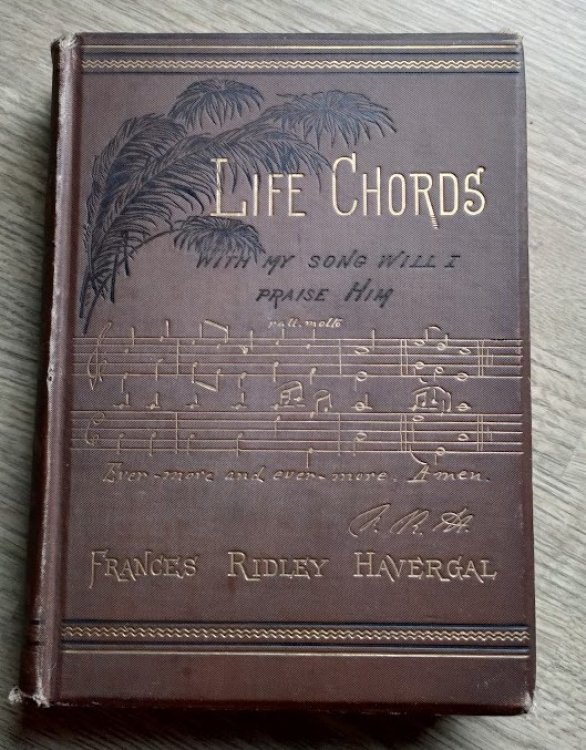 LIFE CHORDS
WITH MY SONG WILL I
PRAISE HIM
rall. molto
Ever-more and ever-more. Amen.
F. R. H.
FRANCES RIDLEY HAVERGAL